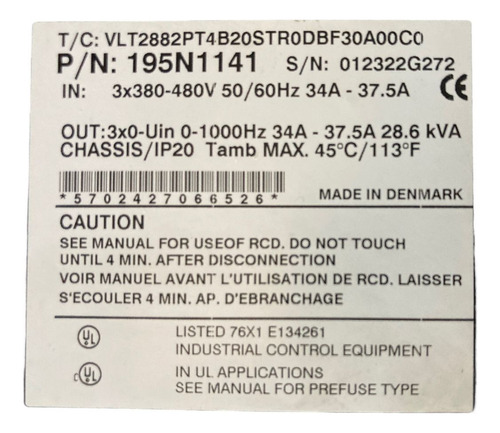 T/C: VLT2882PT4B20STR0DBF30A00C0
P/N: 195N1141 S/N: 012322G272
IN: 3x380-480V 50/60Hz 34A - 37.5A CE
OUT:3x0-Uin 0-1000Hz 34A - 37.5A 28.6 kVA
CHASSIS/IP20 Tamb MAX. 45°C/113°F
*5702427066526* MADE IN DENMARK
CAUTION
SEE MANUAL FOR USEOF RCD. DO NOT TOUCH
UNTIL 4 MIN. AFTER DISCONNECTION
VOIR MANUEL AVANT L'UTILISATION DE RCD. LAISSER
S'ECOULER 4 MIN. AP. D'EBRANCHAGE
UL LISTED 76X1 E134261
INDUSTRIAL CONTROL EQUIPMENT
c UL IN UL APPLICATIONS
SEE MANUAL FOR PREFUSE TYPE